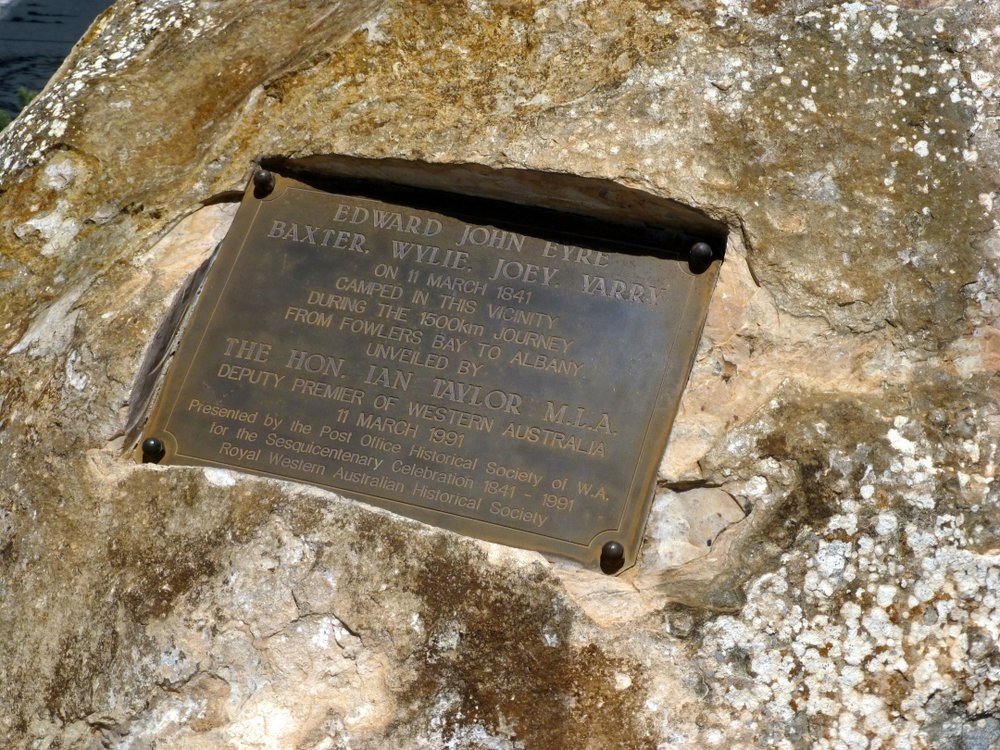 EDWARD JOHN EYRE
BAXTER, WYLIE, JOEY, YARRY
ON 11 MARCH 1841
CAMPED IN THIS VICINITY
DURING THE 1500km JOURNEY
FROM FOWLERS BAY TO ALBANY
UNVEILED BY
THE HON. IAN TAYLOR M.L.A.
DEPUTY PREMIER OF WESTERN AUSTRALIA
11 MARCH 1991
Presented by the Post Office Historical Society of W.A.
for the Sesquicentenary Celebration 1841 - 1991
Royal Western Australian Historical Society